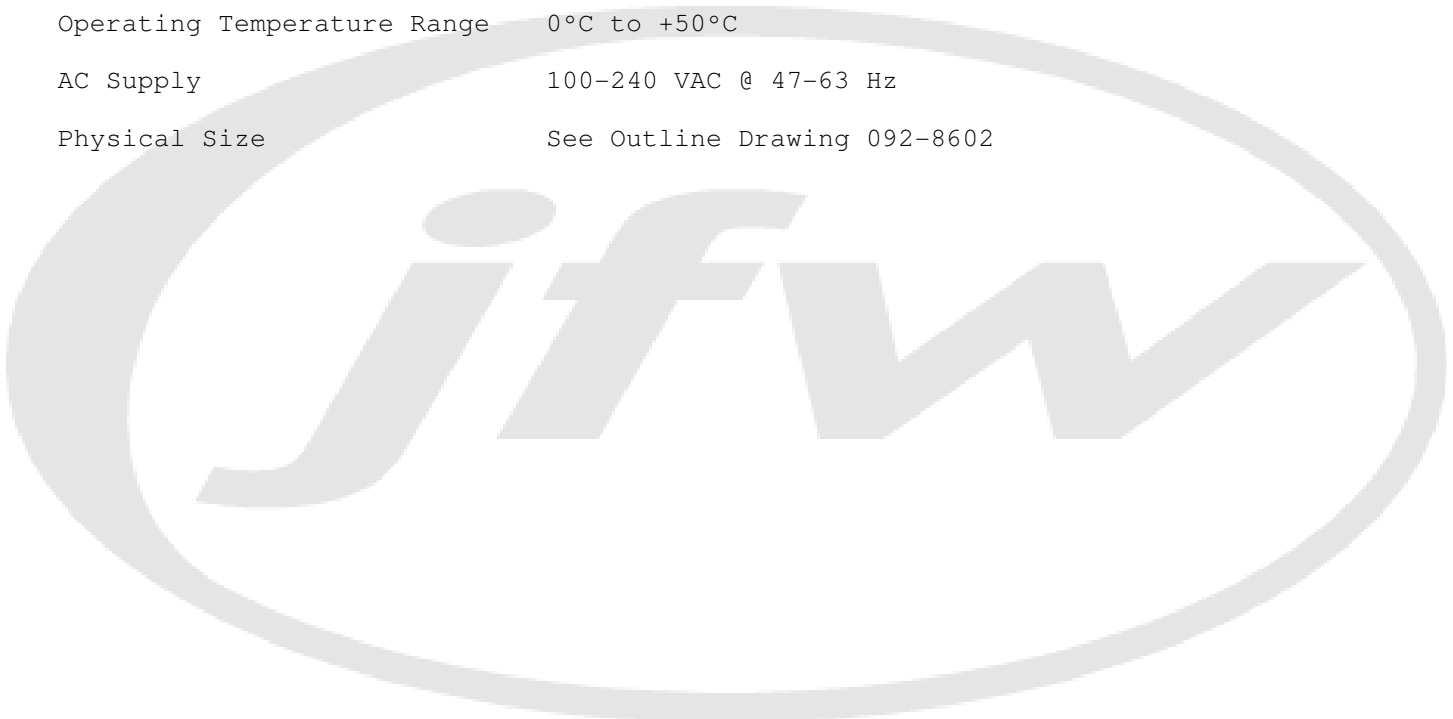 Operating Temperature Range 0°C to +50°C
AC Supply 100-240 VAC @ 47-63 Hz
Physical Size See Outline Drawing 092-8602
jfw